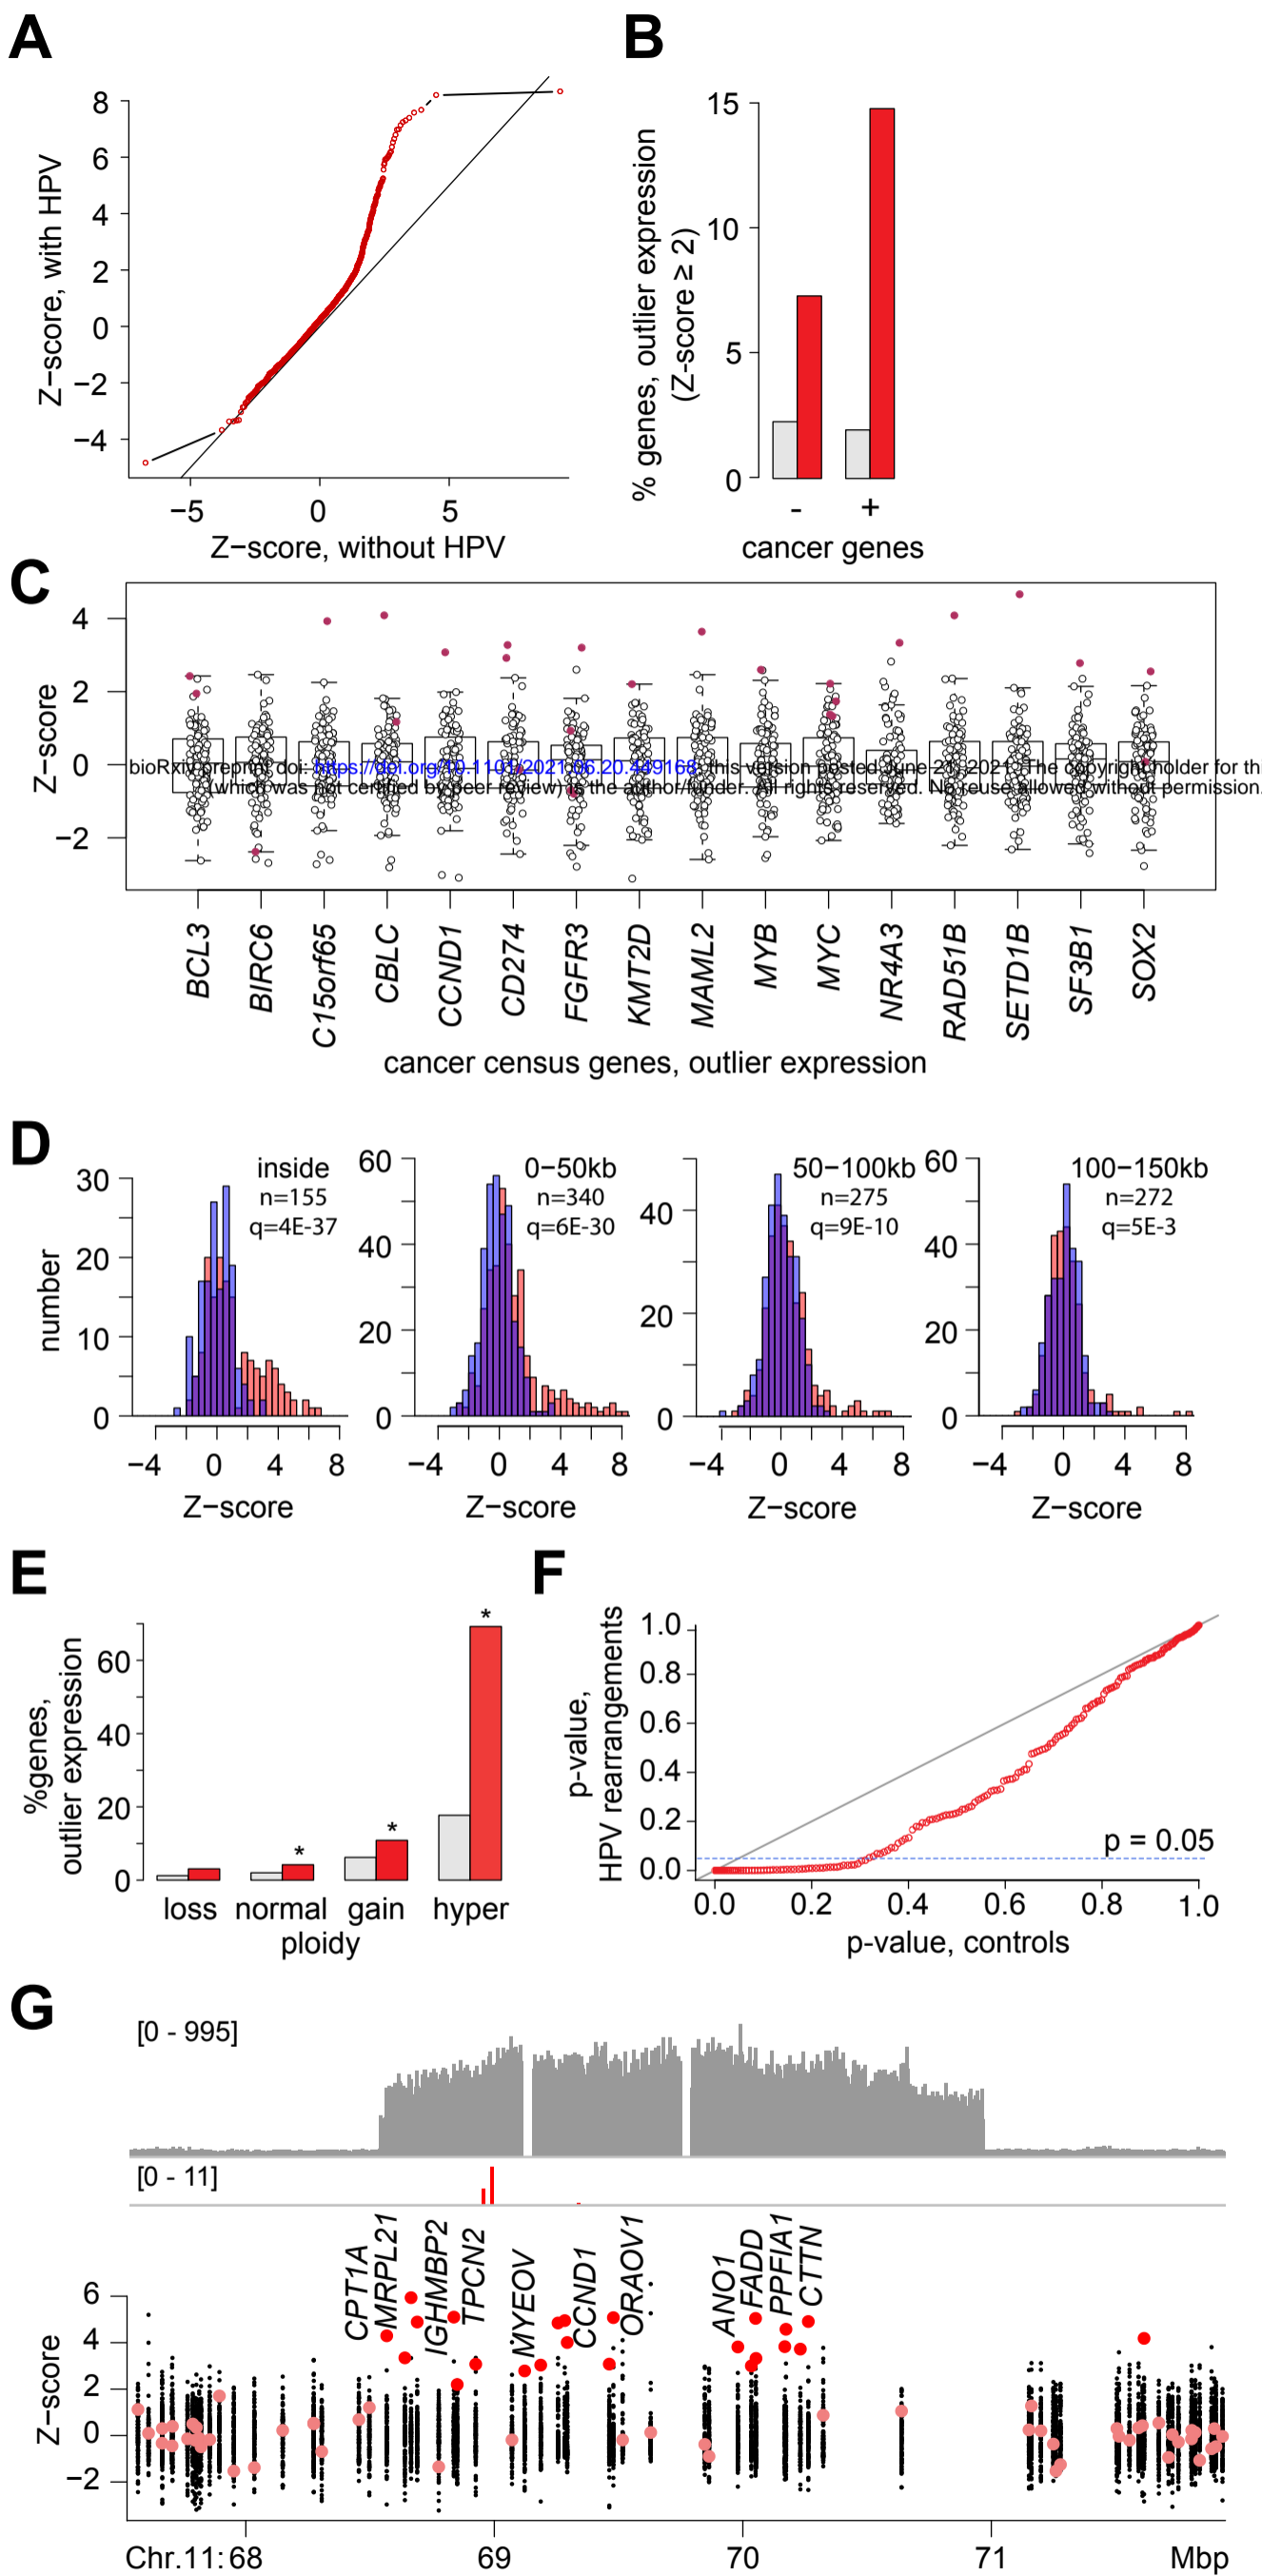 A
B
8
6
4
2
0
−2
−4
Z−score, with HPV
−5
0
5
Z−score, without HPV
15
10
5
0
% genes, outlier expression
(Z-score ≥ 2)
-
+
cancer genes
C
4
2
0
−2
Z−score
bioRxiv preprint doi: https://doi.org/10.1101/2021.06.20.449168; this version posted June 21, 2021. The copyright holder for thi
(which was not certified by peer review) is the author/funder. All rights reserved. No reuse allowed without permission.
BCL3
BIRC6
C15orf65
CBLC
CCND1
CD274
FGFR3
KMT2D
MAML2
MYB
MYC
NR4A3
RAD51B
SETD1B
SF3B1
SOX2
cancer census genes, outlier expression
D
number
30
20
10
0
inside
n=155
q=4E-37
−4 0 4 8
Z−score
60
40
20
0
0−50kb
n=340
q=6E-30
−4 0 4 8
Z−score
40
20
0
50−100kb
n=275
q=9E-10
−4 0 4 8
Z−score
60
40
20
0
100−150kb
n=272
q=5E-3
−4 0 4 8
Z−score
E
%genes,
outlier expression
60
40
20
0
*
*
*
loss normal gain hyper
ploidy
F
p-value,
HPV rearrangements
1.0
0.8
0.6
0.4
0.2
0.0
p = 0.05
0.0 0.2 0.4 0.6 0.8 1.0
p-value, controls
G
[0 - 995]
[0 - 11]
CPT1A
MRPL21
IGHMBP2
TPCN2
MYEOV
CCND1
ORAOV1
ANO1
FADD
PPFIA1
CTTN
6
4
2
0
−2
Z−score
Chr.11: 68 69 70 71 Mbp